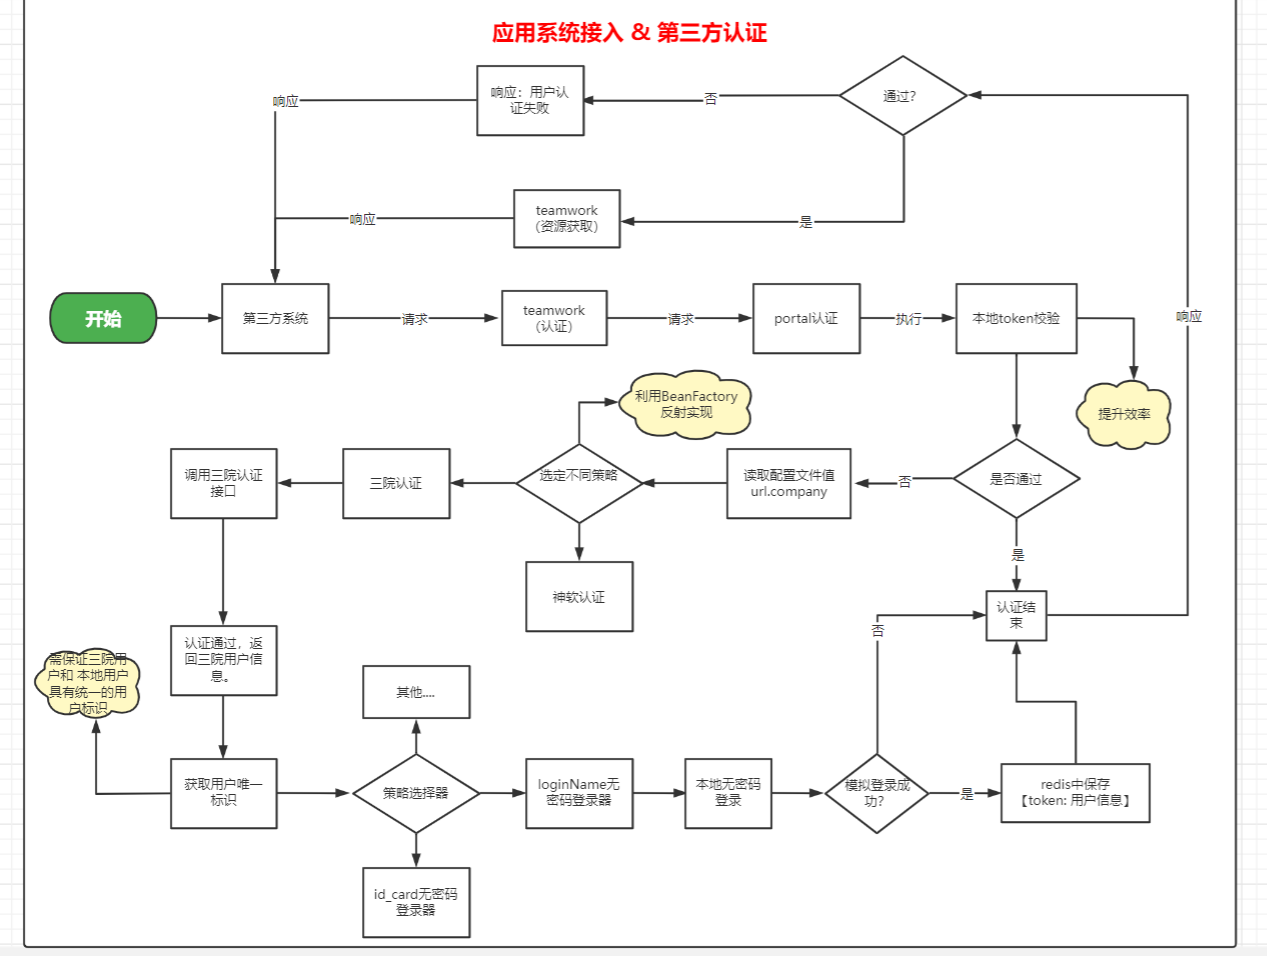 应用系统接入 & 第三方认证
响应
响应：用户认
证失败
否
通过？
响应
teamwork
（资源获取）
是
开始
第三方系统
请求
teamwork
（认证）
请求
portal认证
执行
本地token校验
响应
利用BeanFactory
反射实现
提升效率
调用三院认证
接口
三院认证
选定不同策略
读取配置文件值
url.company
否
是否通过
是
神软认证
认证结
束
否
认证通过，返
回三院用户信
息。
需保证三院用
户和 本地用户
具有统一的用
户标识
其他....
获取用户唯一
标识
策略选择器
loginName无
密码登录器
本地无密码
登录
模拟登录成
功？
是
redis中保存
【token: 用户信息】
id_card无密码
登录器